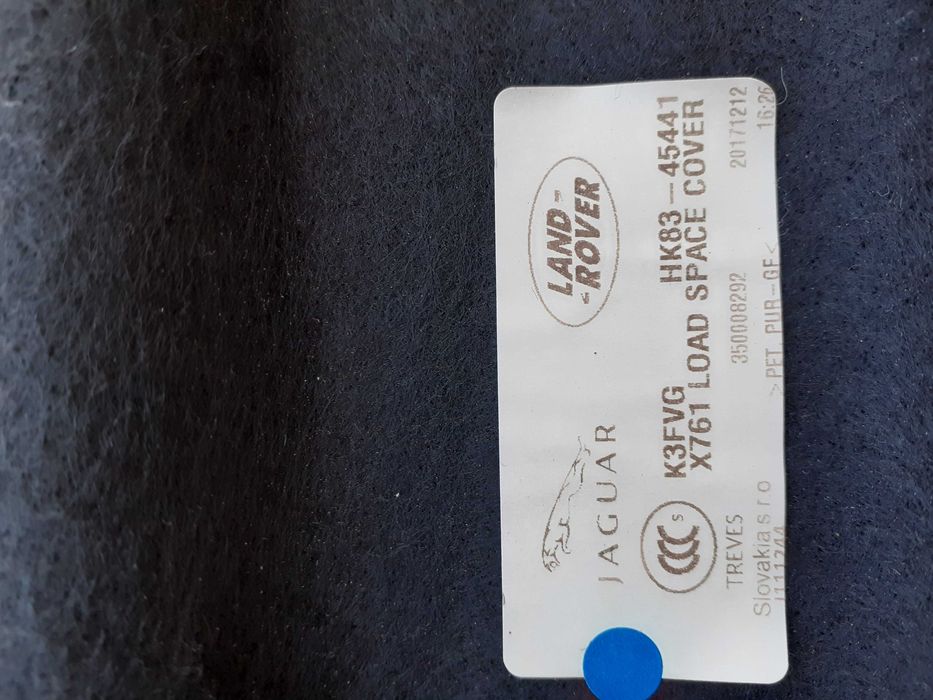 JAGUAR
LAND
ROVER
CCC S
K3FVG HK83-45441
X761 LOAD SPACE COVER
TREVES 350008292 20171212
Slovakia s r o >PET PUR-GF< 16:26